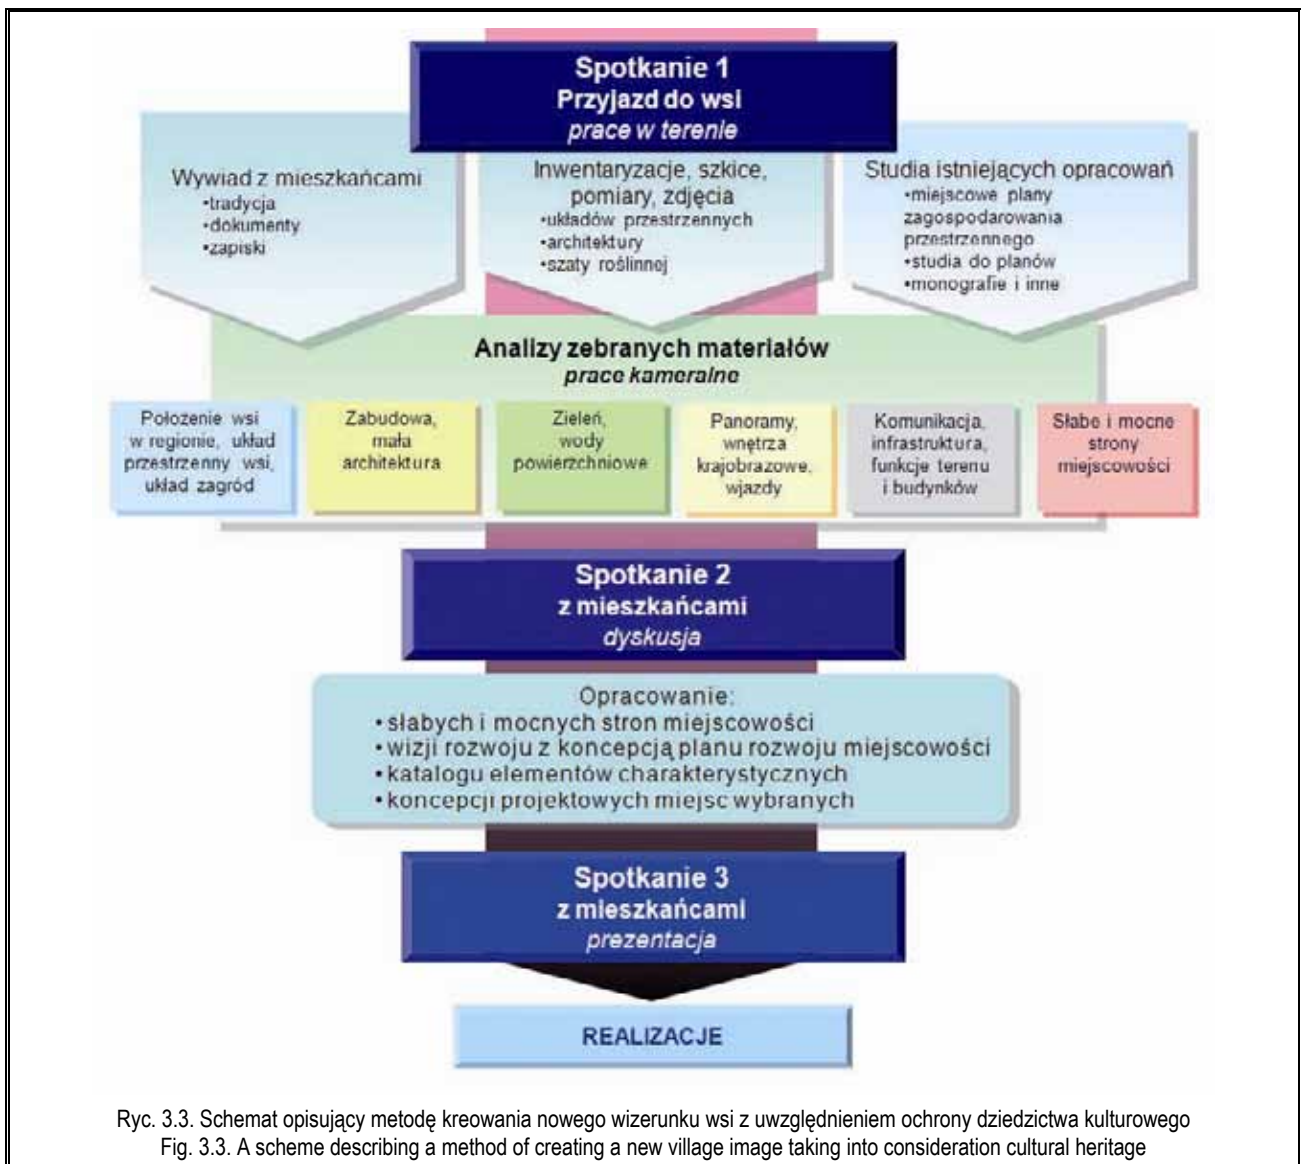 Spotkanie 1
Przyjazd do wsi
prace w terenie
Wywiad z mieszkańcami
•tradycja
•dokumenty
•zapiski
Inwentaryzacje, szkice,
pomiary, zdjęcia
•układów przestrzennych
•architektury
•szaty roślinnej
Studia istniejących opracowań
•miejscowe plany
zagospodarowania
przestrzennego
•studia do planów
•monografie i inne
Analizy zebranych materiałów
prace kameralne
Położenie wsi
w regionie, układ
przestrzenny wsi,
układ zagród
Zabudowa,
mała
architektura
Zieleń,
wody
powierzchniowe
Panoramy,
wnętrza
krajobrazowe,
wjazdy
Komunikacja,
infrastruktura,
funkcje terenu
i budynków
Słabe i mocne
strony
miejscowości
Spotkanie 2
z mieszkańcami
dyskusja
Opracowanie:
•słabych i mocnych stron miejscowości
•wizji rozwoju z koncepcją planu rozwoju miejscowości
•katalogu elementów charakterystycznych
•koncepcji projektowych miejsc wybranych
Spotkanie 3
z mieszkańcami
prezentacja
REALIZACJE
Ryc. 3.3. Schemat opisujący metodę kreowania nowego wizerunku wsi z uwzględnieniem ochrony dziedzictwa kulturowego
Fig. 3.3. A scheme describing a method of creating a new village image taking into consideration cultural heritage